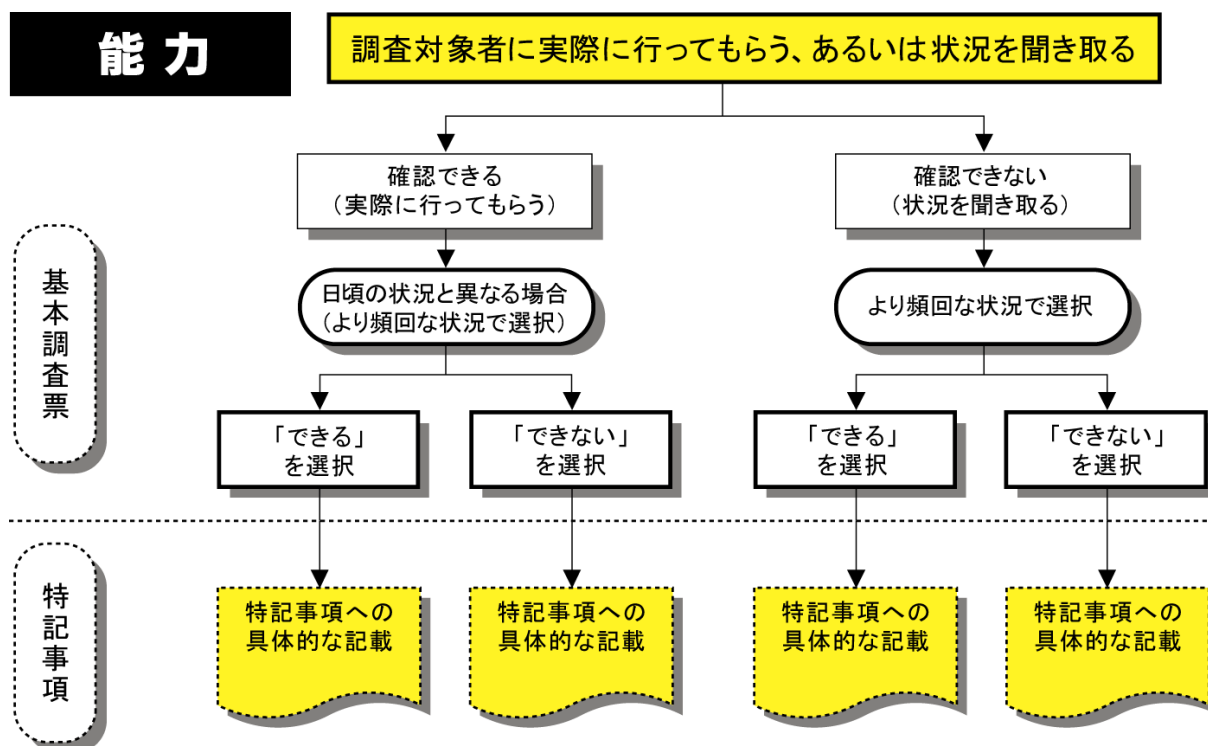 能力
調査対象者に実際に行ってもらう、あるいは状況を聞き取る
確認できる
（実際に行ってもらう）
確認できない
（状況を聞き取る）
基本調査票
日頃の状況と異なる場合
（より頻回な状況で選択）
より頻回な状況で選択
「できる」
を選択
「できない」
を選択
「できる」
を選択
「できない」
を選択
特記事項
特記事項への
具体的な記載
特記事項への
具体的な記載
特記事項への
具体的な記載
特記事項への
具体的な記載